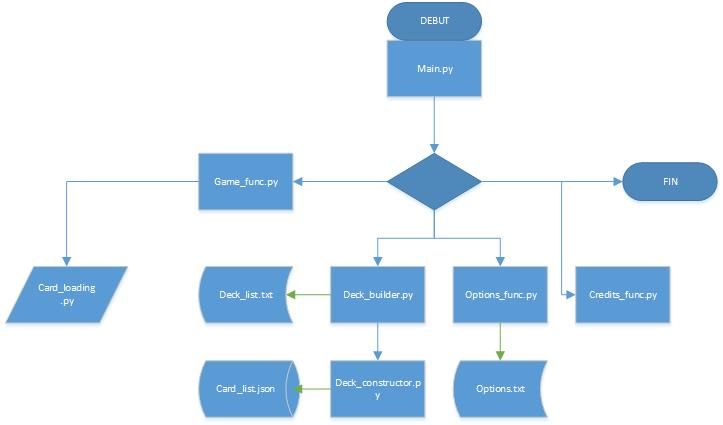 DEBUT
Main.py
Game_func.py
FIN
Card_loading
.py
Deck_list.txt
Deck_builder.py
Options_func.py
Credits_func.py
Card_list.json
Deck_constructor.p
y
Options.txt